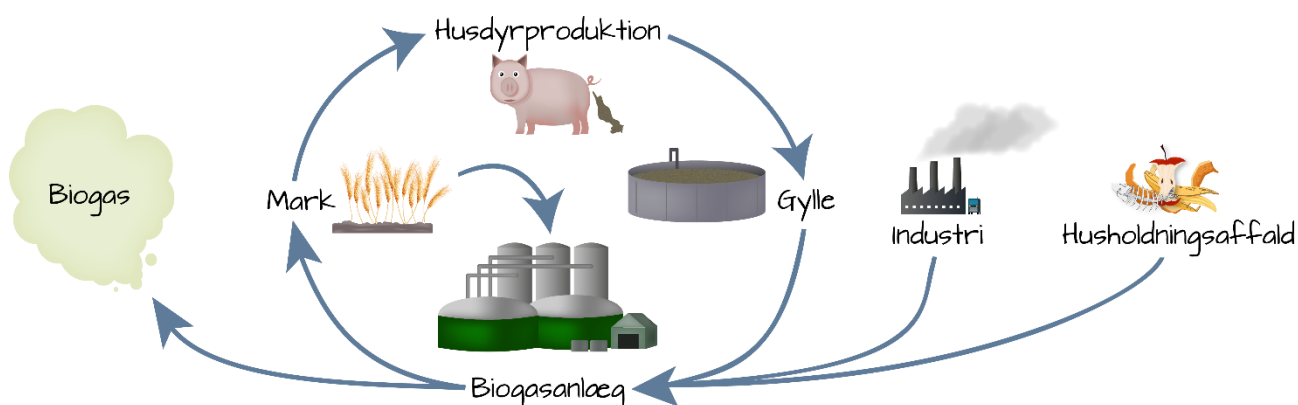 Husdyrproduktion
Biogas
Mark
Gylle
Industri
Husholdningsaffald
Biogasanlæg